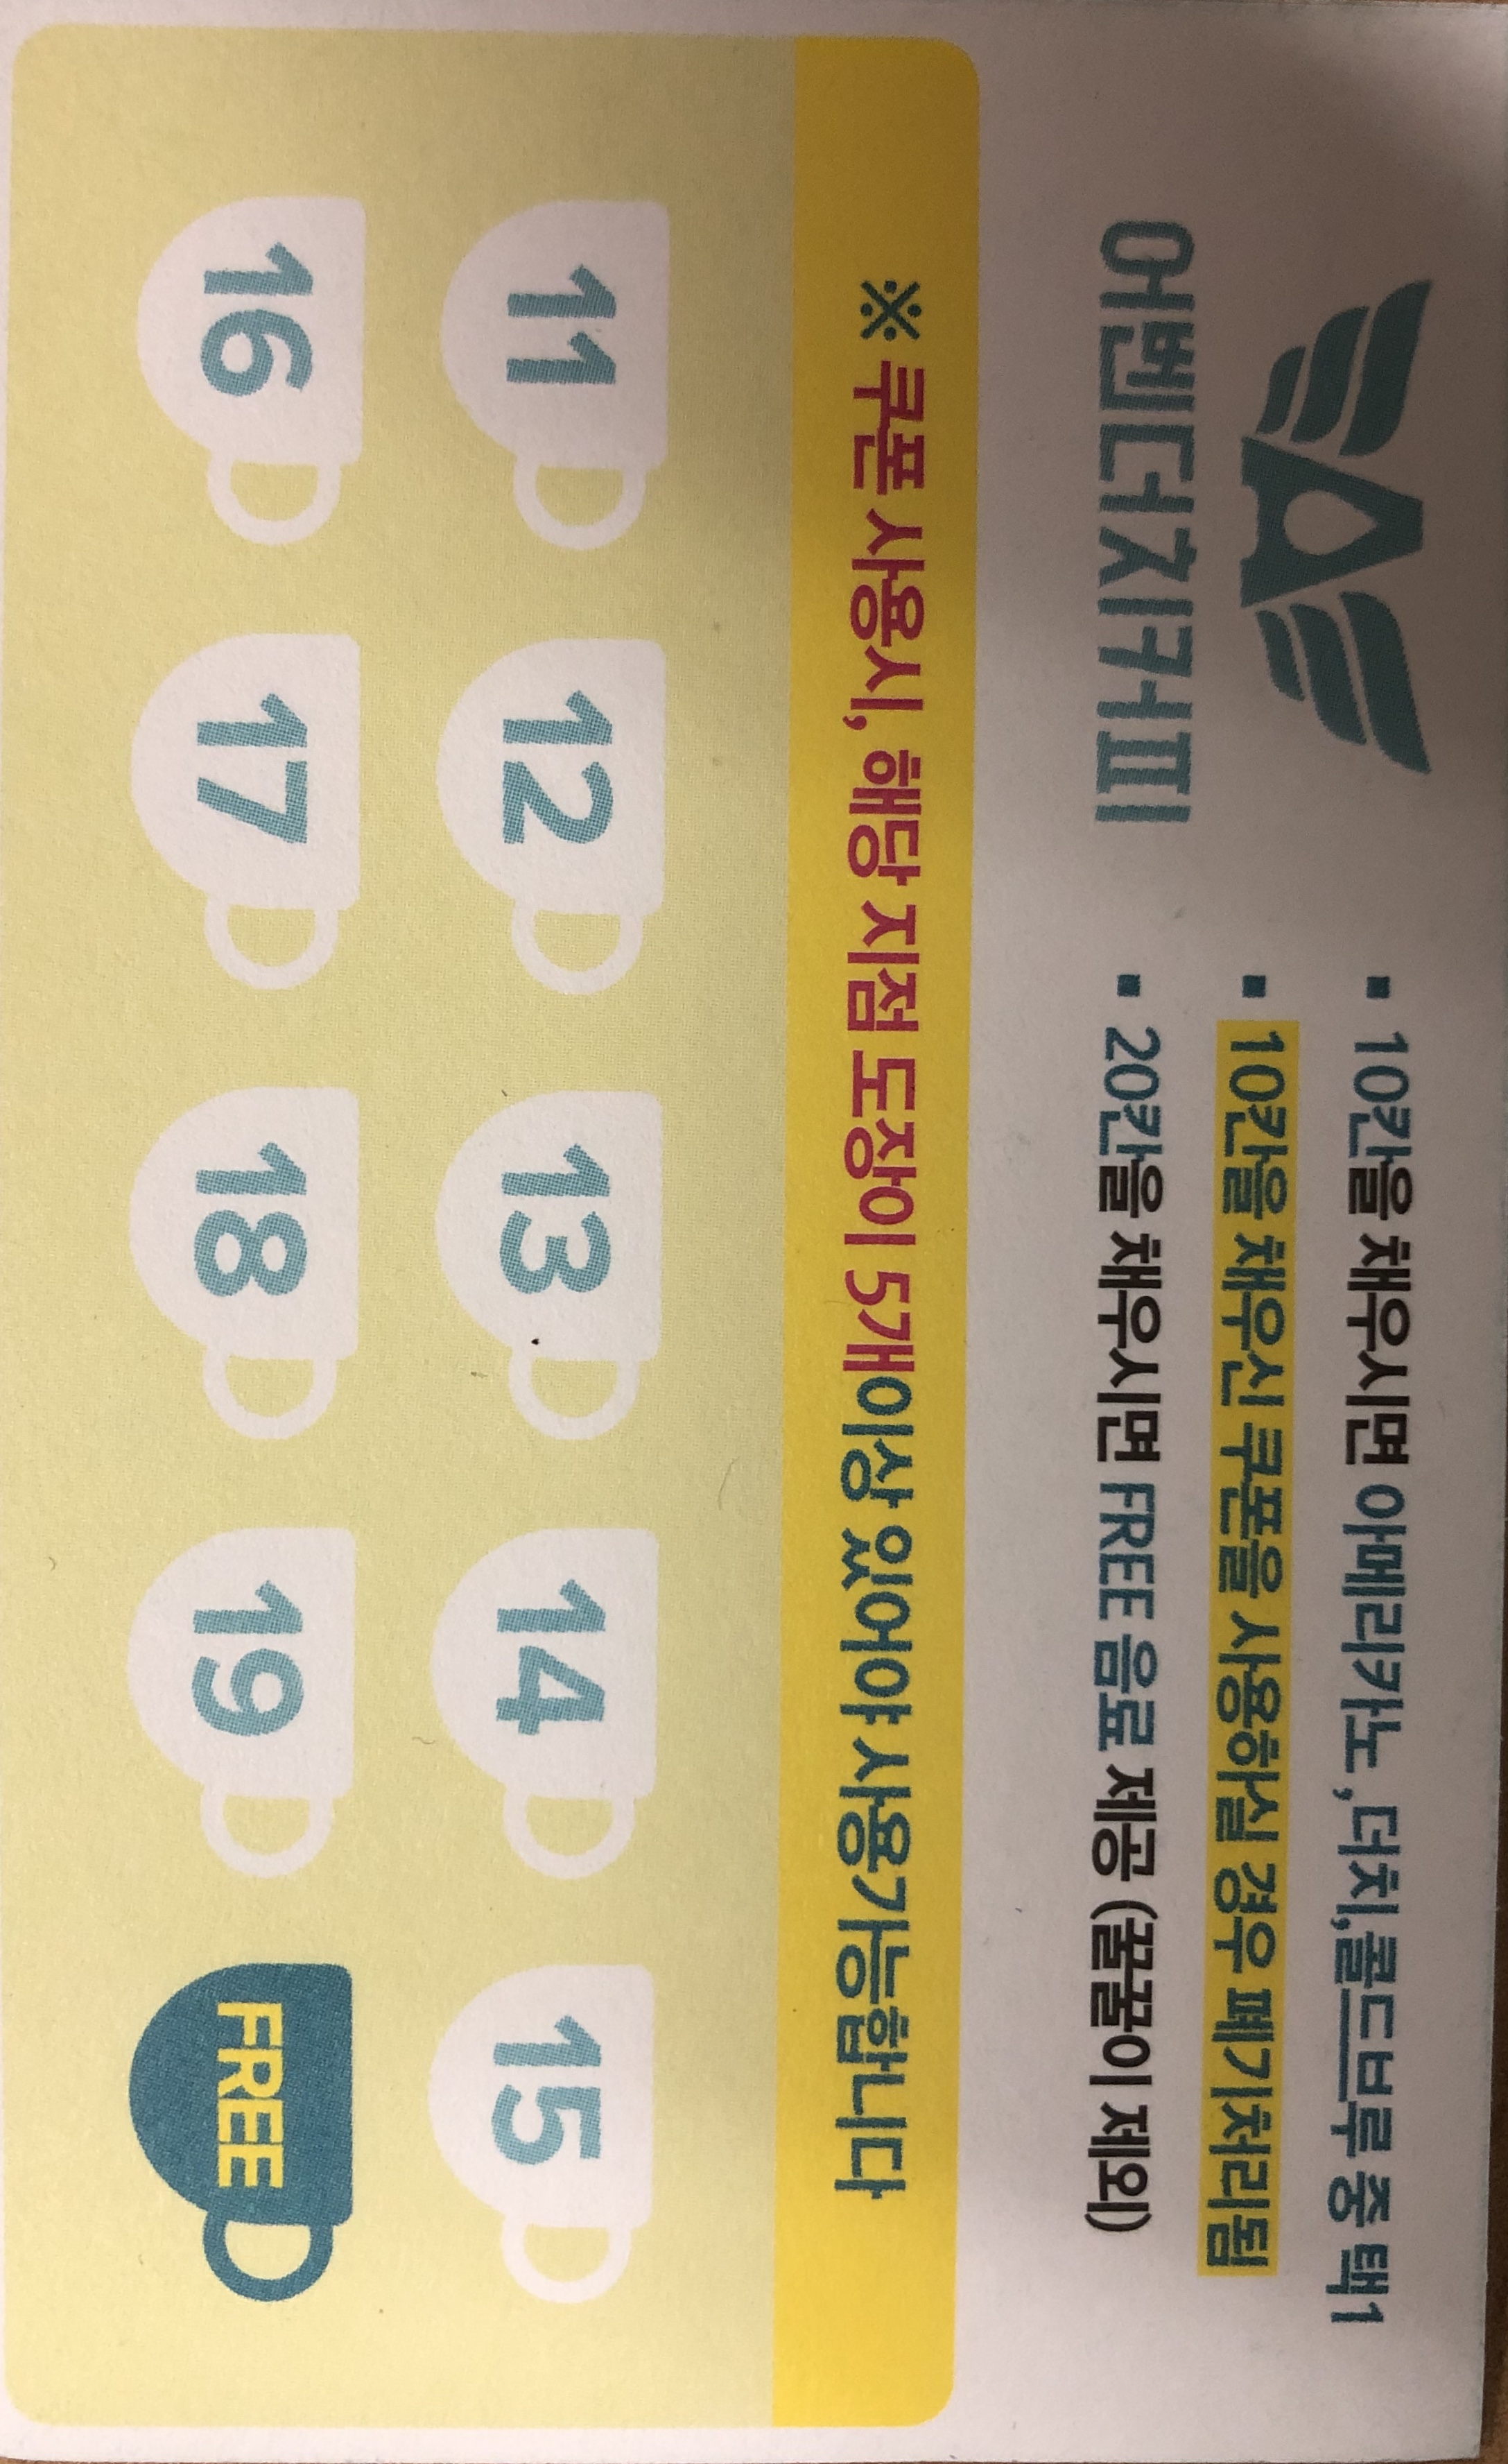 어벤더치커피
▪ 10칸을 채우시면 아메리카노 ,더치,콜드브루 중 택1
▪ 10칸을 채우신 쿠폰을 사용하실 경우 폐기처리됨
▪ 20칸을 채우시면 FREE 음료 제공 (꿀꿀이 제외)
※ 쿠폰 사용시, 해당 지점 도장이 5개이상 있어야 사용가능합니다
11 12 13 14 15
16 17 18 19 FREE